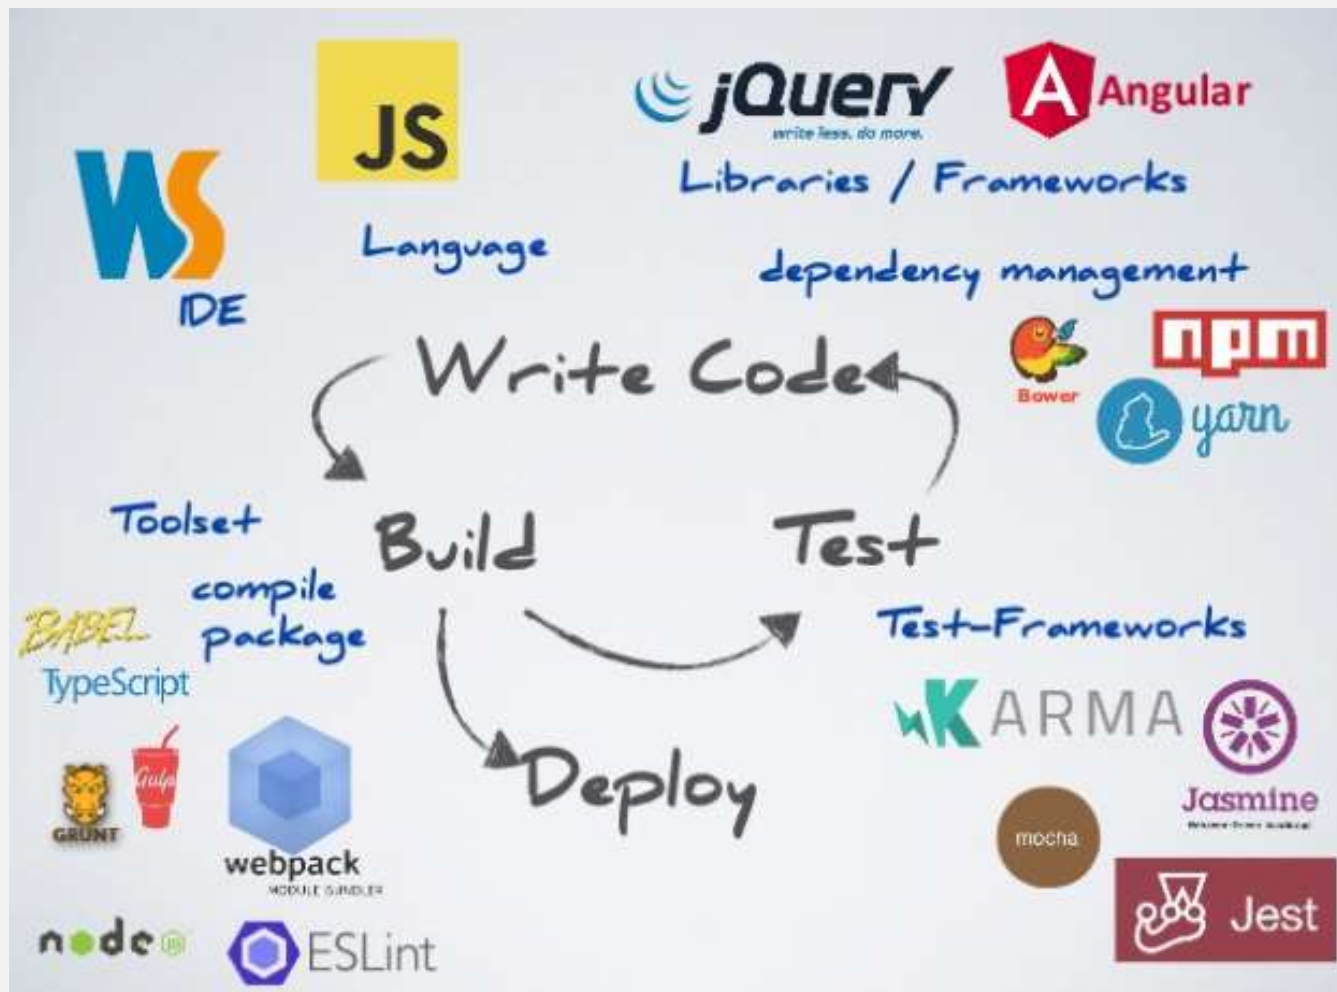 JS
jQuery
write less, do more.
A Angular
Libraries / Frameworks
WS
IDE
Language
dependency management
Bower
npm
yarn
Write Code
Build
Test
Toolset
compile
package
BABEL
TypeScript
GRUNT
Gulp
webpack
MODULE BUNDLER
node JS
ESLint
Deploy
Test-Frameworks
KARMA
Jasmine
mocha
Jest